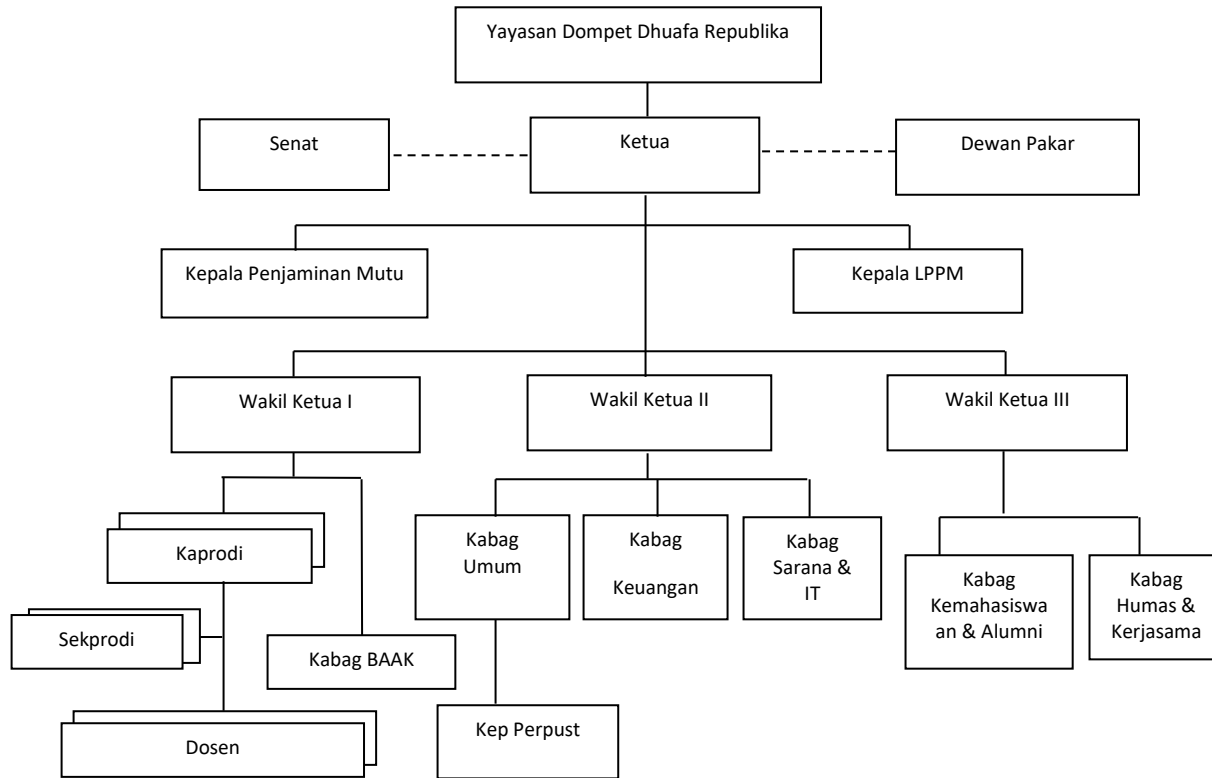 Yayasan Dompet Dhuafa Republika
Senat
Ketua
Dewan Pakar
Kepala Penjaminan Mutu
Kepala LPPM
Wakil Ketua I
Wakil Ketua II
Wakil Ketua III
Kaprodi
Sekprodi
Kabag BAAK
Dosen
Kabag
Umum
Kabag
Keuangan
Kabag
Sarana &
IT
Kep Perpust
Kabag
Kemahasiswa
an & Alumni
Kabag
Humas &
Kerjasama